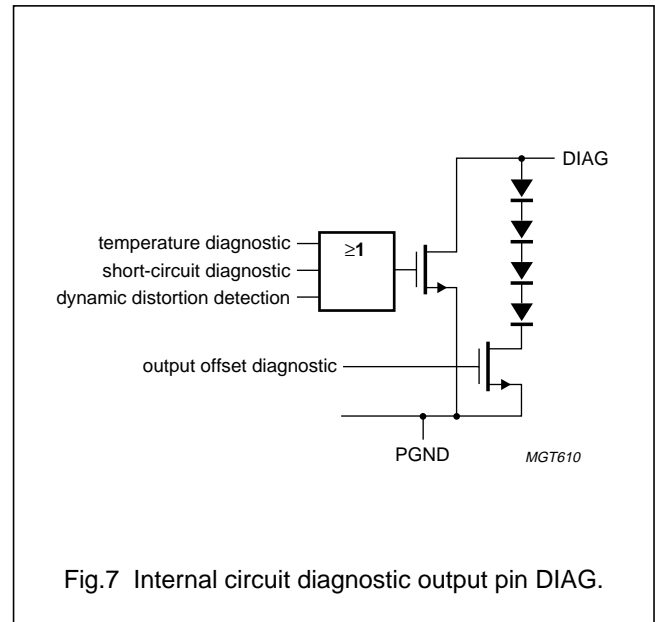 DIAG
temperature diagnostic
≥1
short-circuit diagnostic
dynamic distortion detection
output offset diagnostic
PGND
MGT610
Fig.7 Internal circuit diagnostic output pin DIAG.